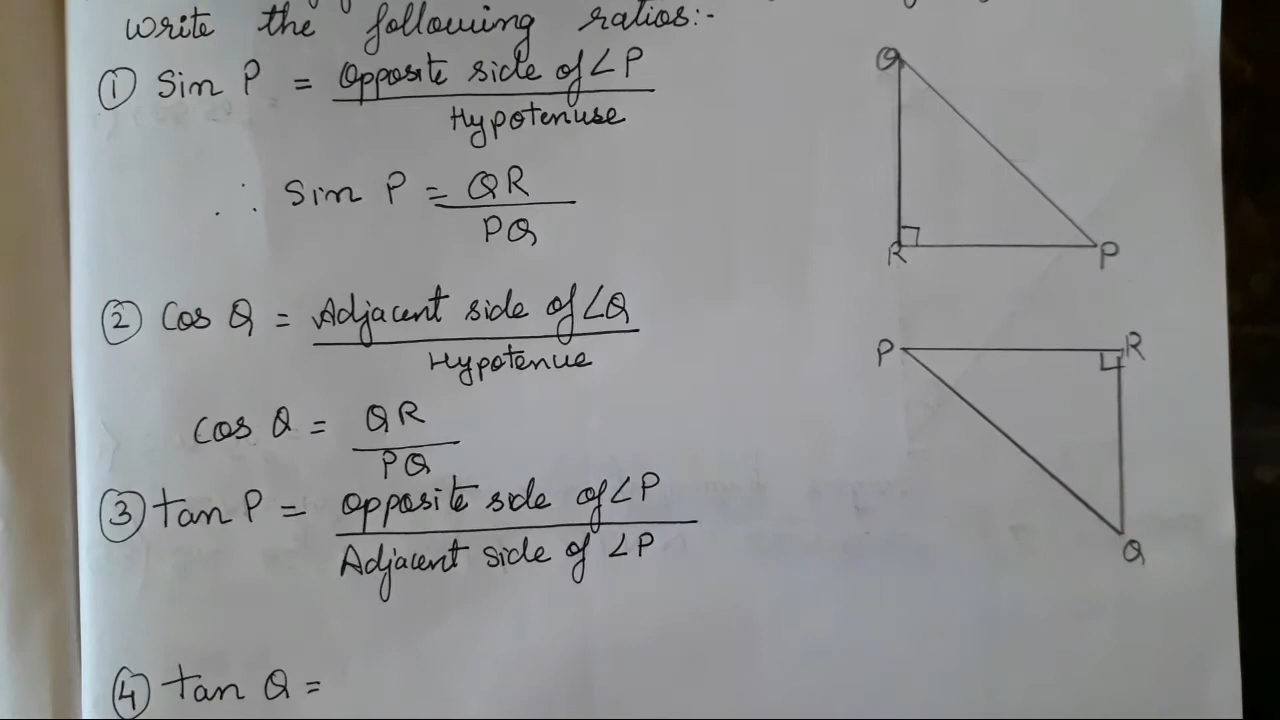 write the following ratios:-
① Sin P = Opposite side of ∠P
Hypotenuse
∴ Sin P = QR
PQ
② Cos Q = Adjacent side of ∠Q
Hypotenue
Cos Q = QR
PQ
③ tan P = Opposite side of ∠P
Adjacent side of ∠P
④ tan Q =
Q
R
P
P
R
Q